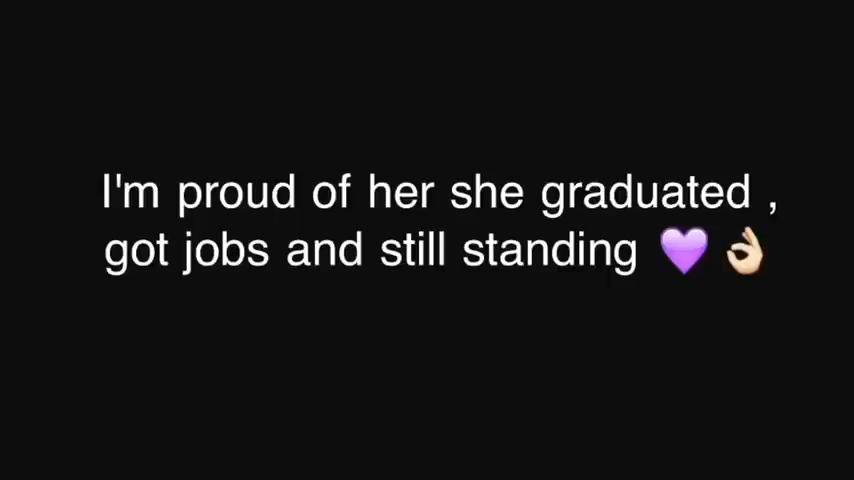 I'm proud of her she graduated ,
got jobs and still standing 💜👌🏻